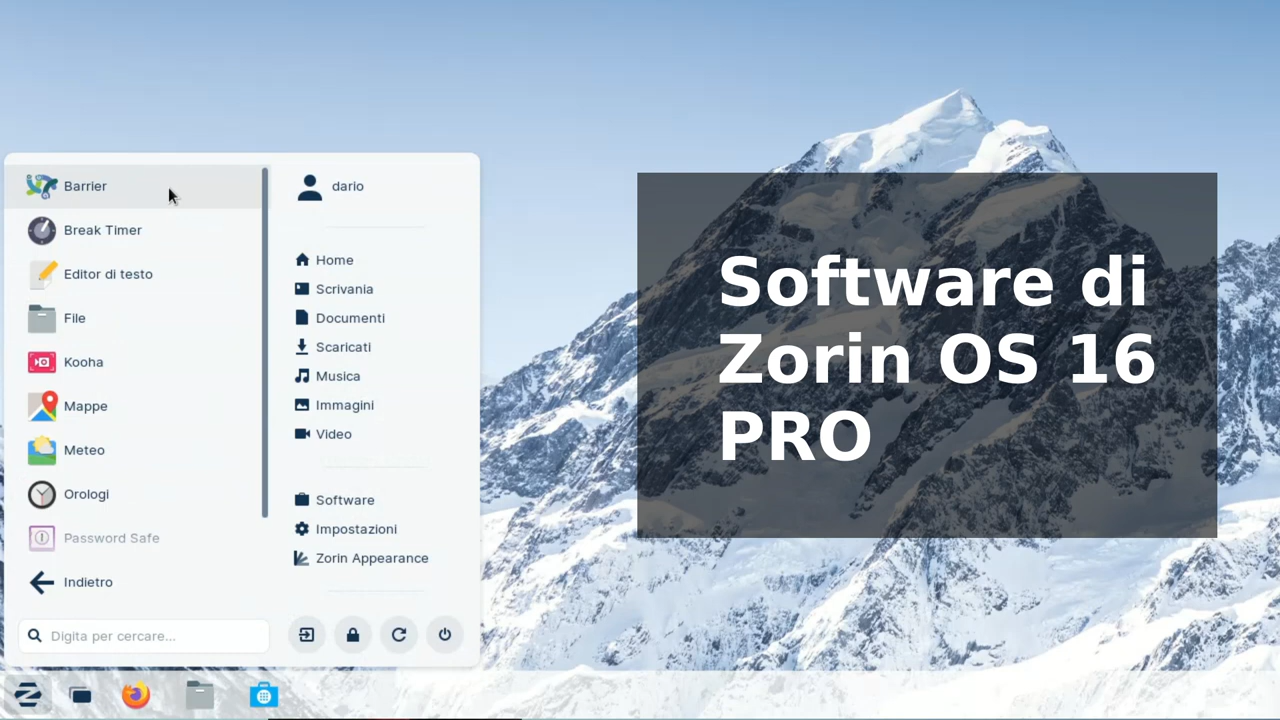 Barrier
Break Timer
Editor di testo
File
Kooha
Mappe
Meteo
Orologi
Password Safe
Indietro
Digita per cercare...
dario
Home
Scrivania
Documenti
Scaricati
Musica
Immagini
Video
Software
Impostazioni
Zorin Appearance
Software di
Zorin OS 16
PRO